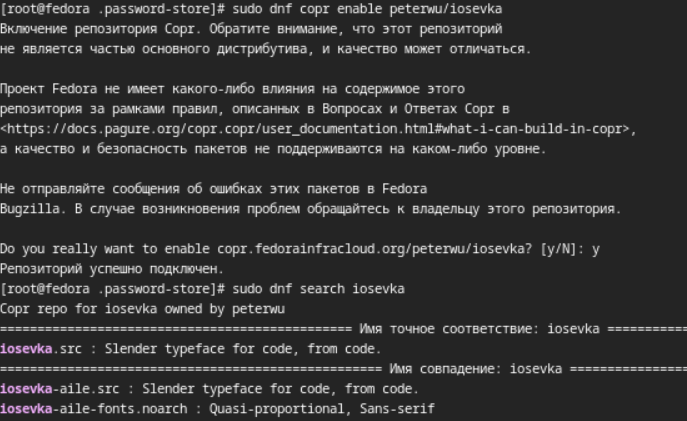 [root@fedora .password-store]# sudo dnf copr enable peterwu/iosevka
Включение репозитория Copr. Обратите внимание, что этот репозиторий
не является частью основного дистрибутива, и качество может отличаться.
Проект Fedora не имеет какого-либо влияния на содержимое этого
репозитория за рамками правил, описанных в Вопросах и Ответах Copr в
<https://docs.pagure.org/copr.copr/user_documentation.html#what-i-can-build-in-copr>,
а качество и безопасность пакетов не поддерживаются на каком-либо уровне.
Не отправляйте сообщения об ошибках этих пакетов в Fedora
Bugzilla. В случае возникновения проблем обращайтесь к владельцу этого репозитория.
Do you really want to enable copr.fedorainfracloud.org/peterwu/iosevka? [y/N]: y
Репозиторий успешно подключен.
[root@fedora .password-store]# sudo dnf search iosevka
Copr repo for iosevka owned by peterwu
=============================================== Имя точное соответствие: iosevka ===========
iosevka.src : Slender typeface for code, from code.
=================================================== Имя совпадение: iosevka ================
iosevka-aile.src : Slender typeface for code, from code.
iosevka-aile-fonts.noarch : Quasi-proportional, Sans-serif